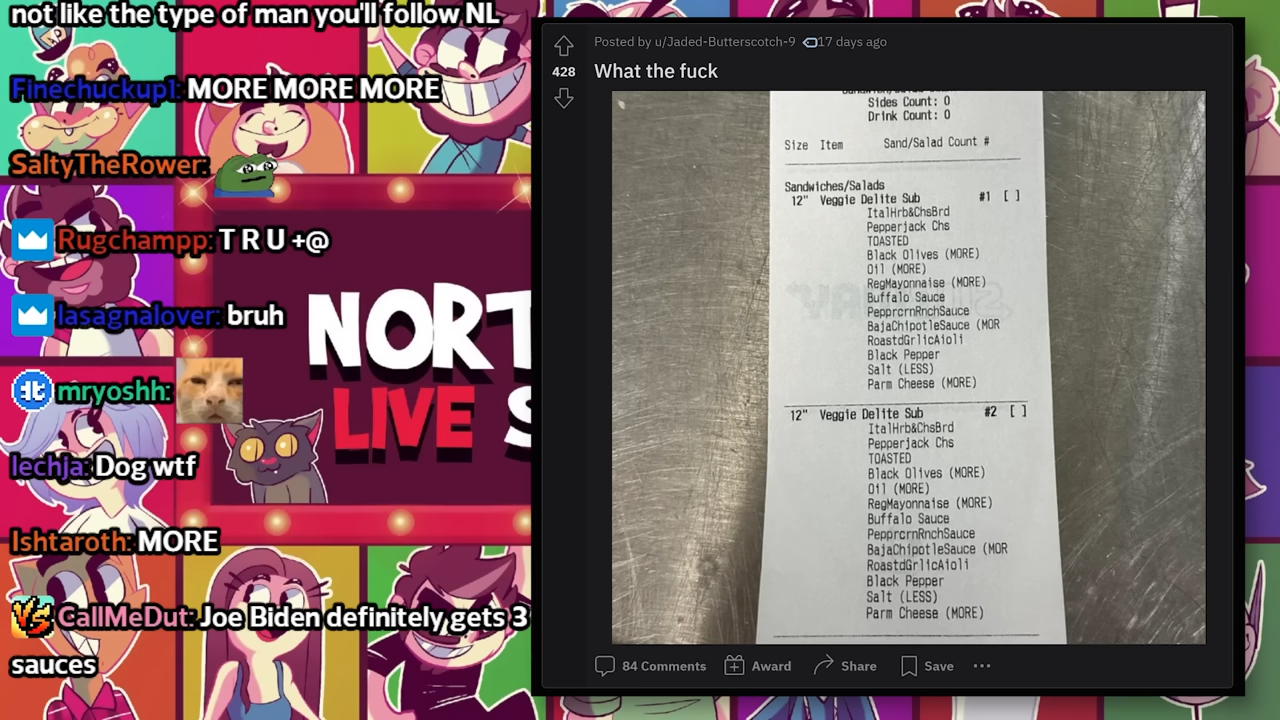 not like the type of man you'll follow NL
Finechuckup1: MORE MORE MORE
SaltyTheRower:
Rugchampp: T R U +@
lasagnalover: bruh
mryoshh:
lechja: Dog wtf
Ishtaroth: MORE
CallMeDut: Joe Biden definitely gets 3
sauces
NORT
LIVE S
Posted by u/Jaded-Butterscotch-9 17 days ago
428
What the fuck
Sides Count: 0
Drink Count: 0
Size Item Sand/Salad Count #
Sandwiches/Salads
12" Veggie Delite Sub #1 [ ]
ItalHrb&ChsBrd
Pepperjack Chs
TOASTED
Black Olives (MORE)
Oil (MORE)
RegMayonnaise (MORE)
Buffalo Sauce
PepprcrnRnchSauce
BajaChipotleSauce (MOR
RoastdGrlicAioli
Black Pepper
Salt (LESS)
Parm Cheese (MORE)
12" Veggie Delite Sub #2 [ ]
ItalHrb&ChsBrd
Pepperjack Chs
TOASTED
Black Olives (MORE)
Oil (MORE)
RegMayonnaise (MORE)
Buffalo Sauce
PepprcrnRnchSauce
BajaChipotleSauce (MOR
RoastdGrlicAioli
Black Pepper
Salt (LESS)
Parm Cheese (MORE)
84 Comments Award Share Save